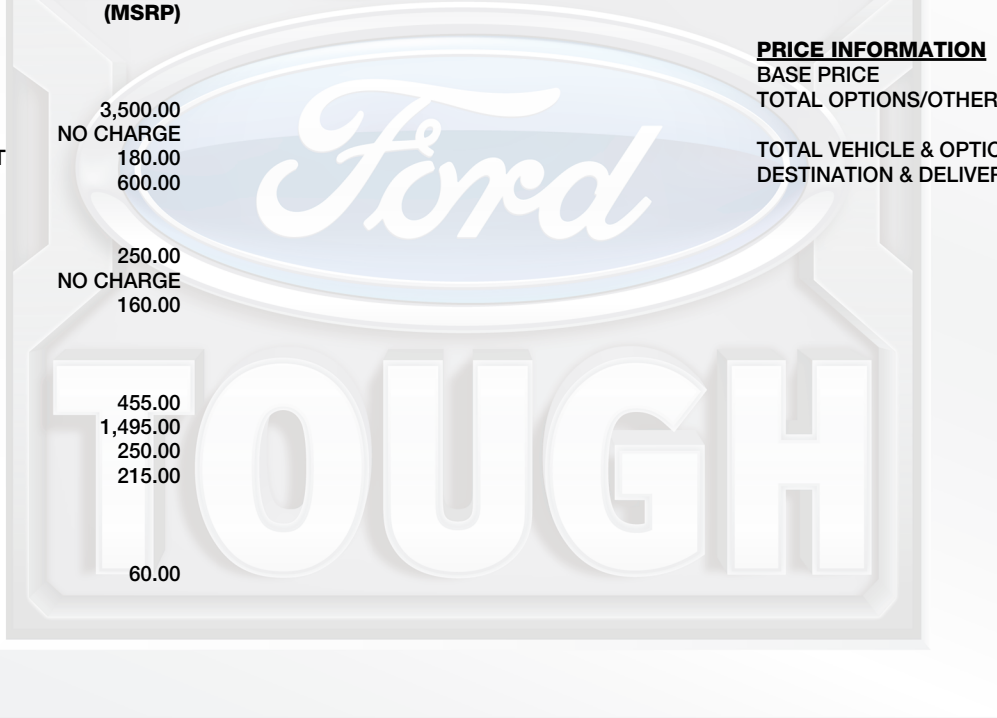 (MSRP)
3,500.00
NO CHARGE
T 180.00
600.00
250.00
NO CHARGE
160.00
455.00
1,495.00
250.00
215.00
60.00
PRICE INFORMATION
BASE PRICE
TOTAL OPTIONS/OTHER
TOTAL VEHICLE & OPTIO
DESTINATION & DELIVER
Ford
TOUGH